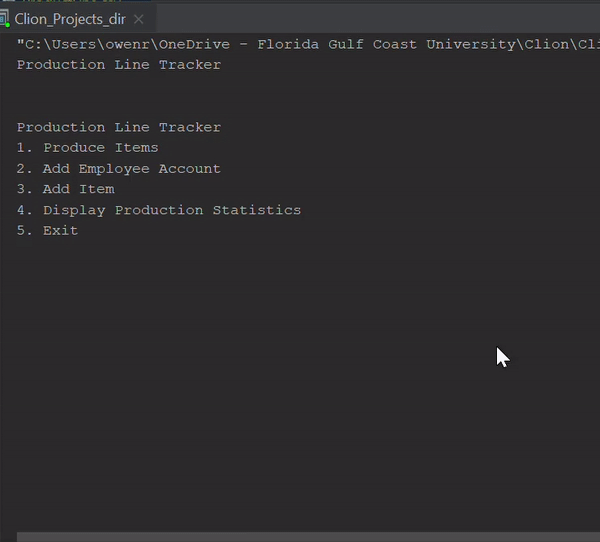 Clion_Projects_dir
"C:\Users\owenr\OneDrive - Florida Gulf Coast University\Clion\Cli
Production Line Tracker
Production Line Tracker
1. Produce Items
2. Add Employee Account
3. Add Item
4. Display Production Statistics
5. Exit